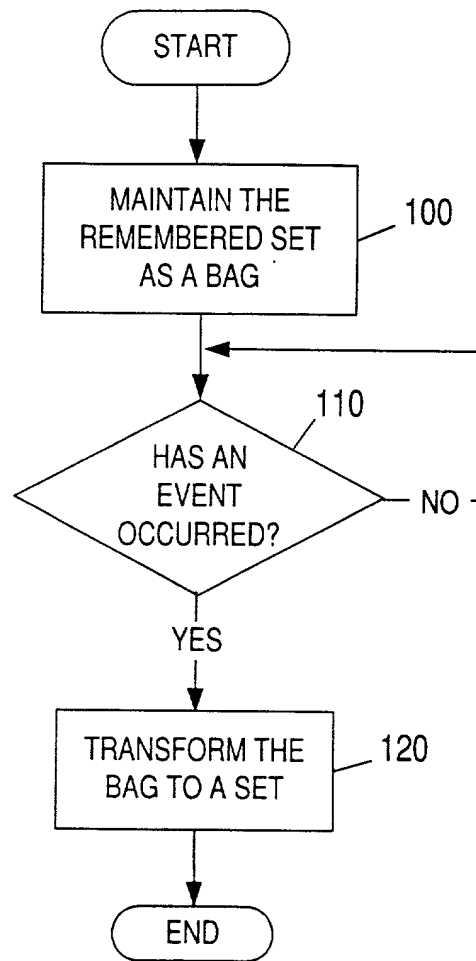 START
MAINTAIN THE
REMEMBERED SET
AS A BAG
100
110
HAS AN
EVENT
OCCURRED?
NO
YES
TRANSFORM THE
BAG TO A SET
120
END